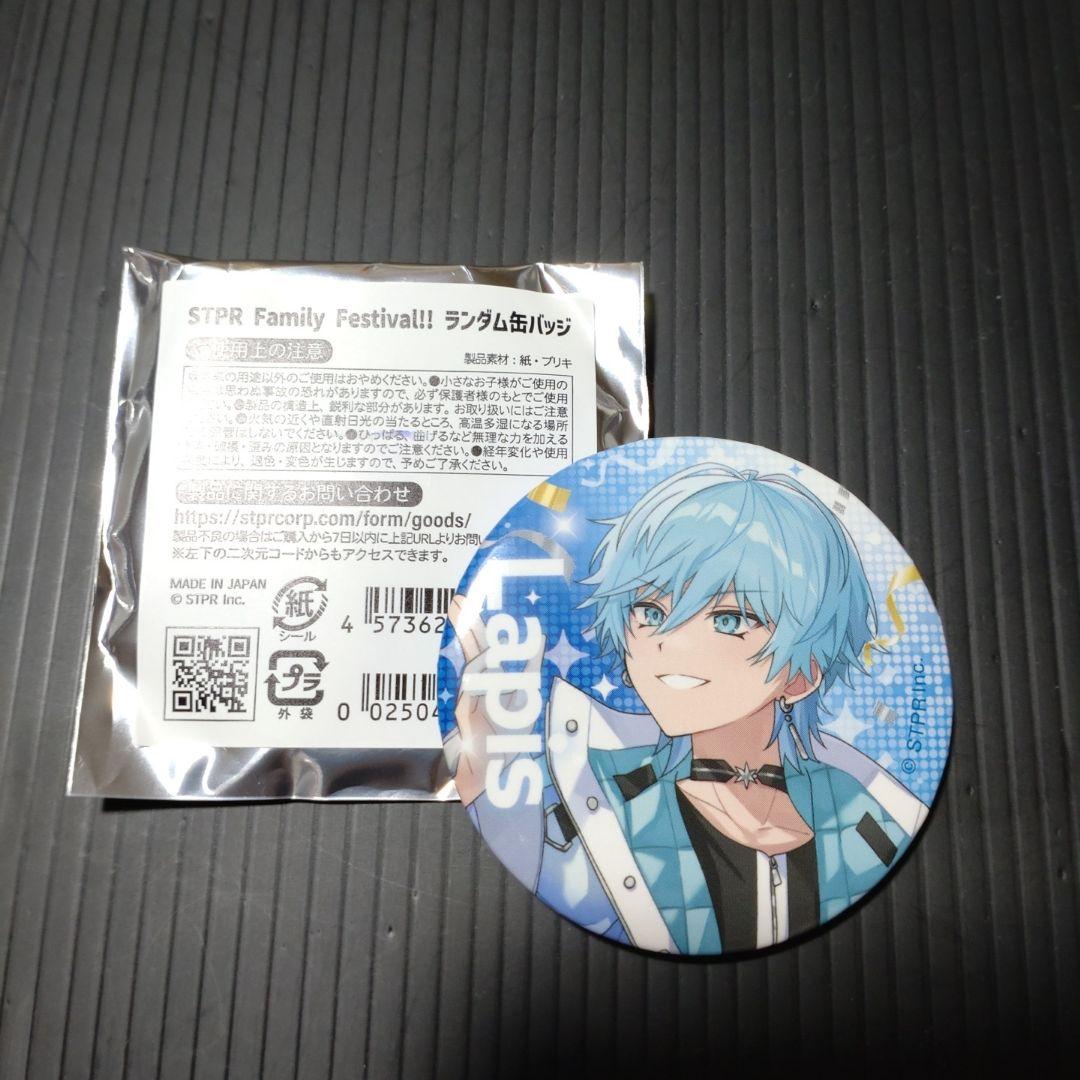 STPR Family Festival!! ランダム缶バッジ
使用上の注意
製品素材:紙・ブリキ
の用途以外のご使用はおやめください。●小さなお子様がご使用の
は思わぬ事故の恐れがありますので、必ず保護者様のもとでご使用
ださい。●製品の構造上、鋭利な部分があります。お取り扱いにはご注意
ださい。●火気の近くや直射日光の当たるところ、高温多湿になる場所
はしないでください。●ひっぱる、曲げるなど無理な力を加える
破損・歪みの原因となりますのでご注意ください。●経年変化や使用
により、退色・変色が生じますので、予めご了承ください。
製品に関するお問い合わせ
https://stprcorp.com/form/goods/
製品不良の場合はご購入から7日以内に上記URLよりお問い
※左下の二次元コードからもアクセスできます。
MADE IN JAPAN
© STPR Inc.
紙
シール
プラ
外 袋
4 57362
0 02504
Lapis
© STPR Inc.